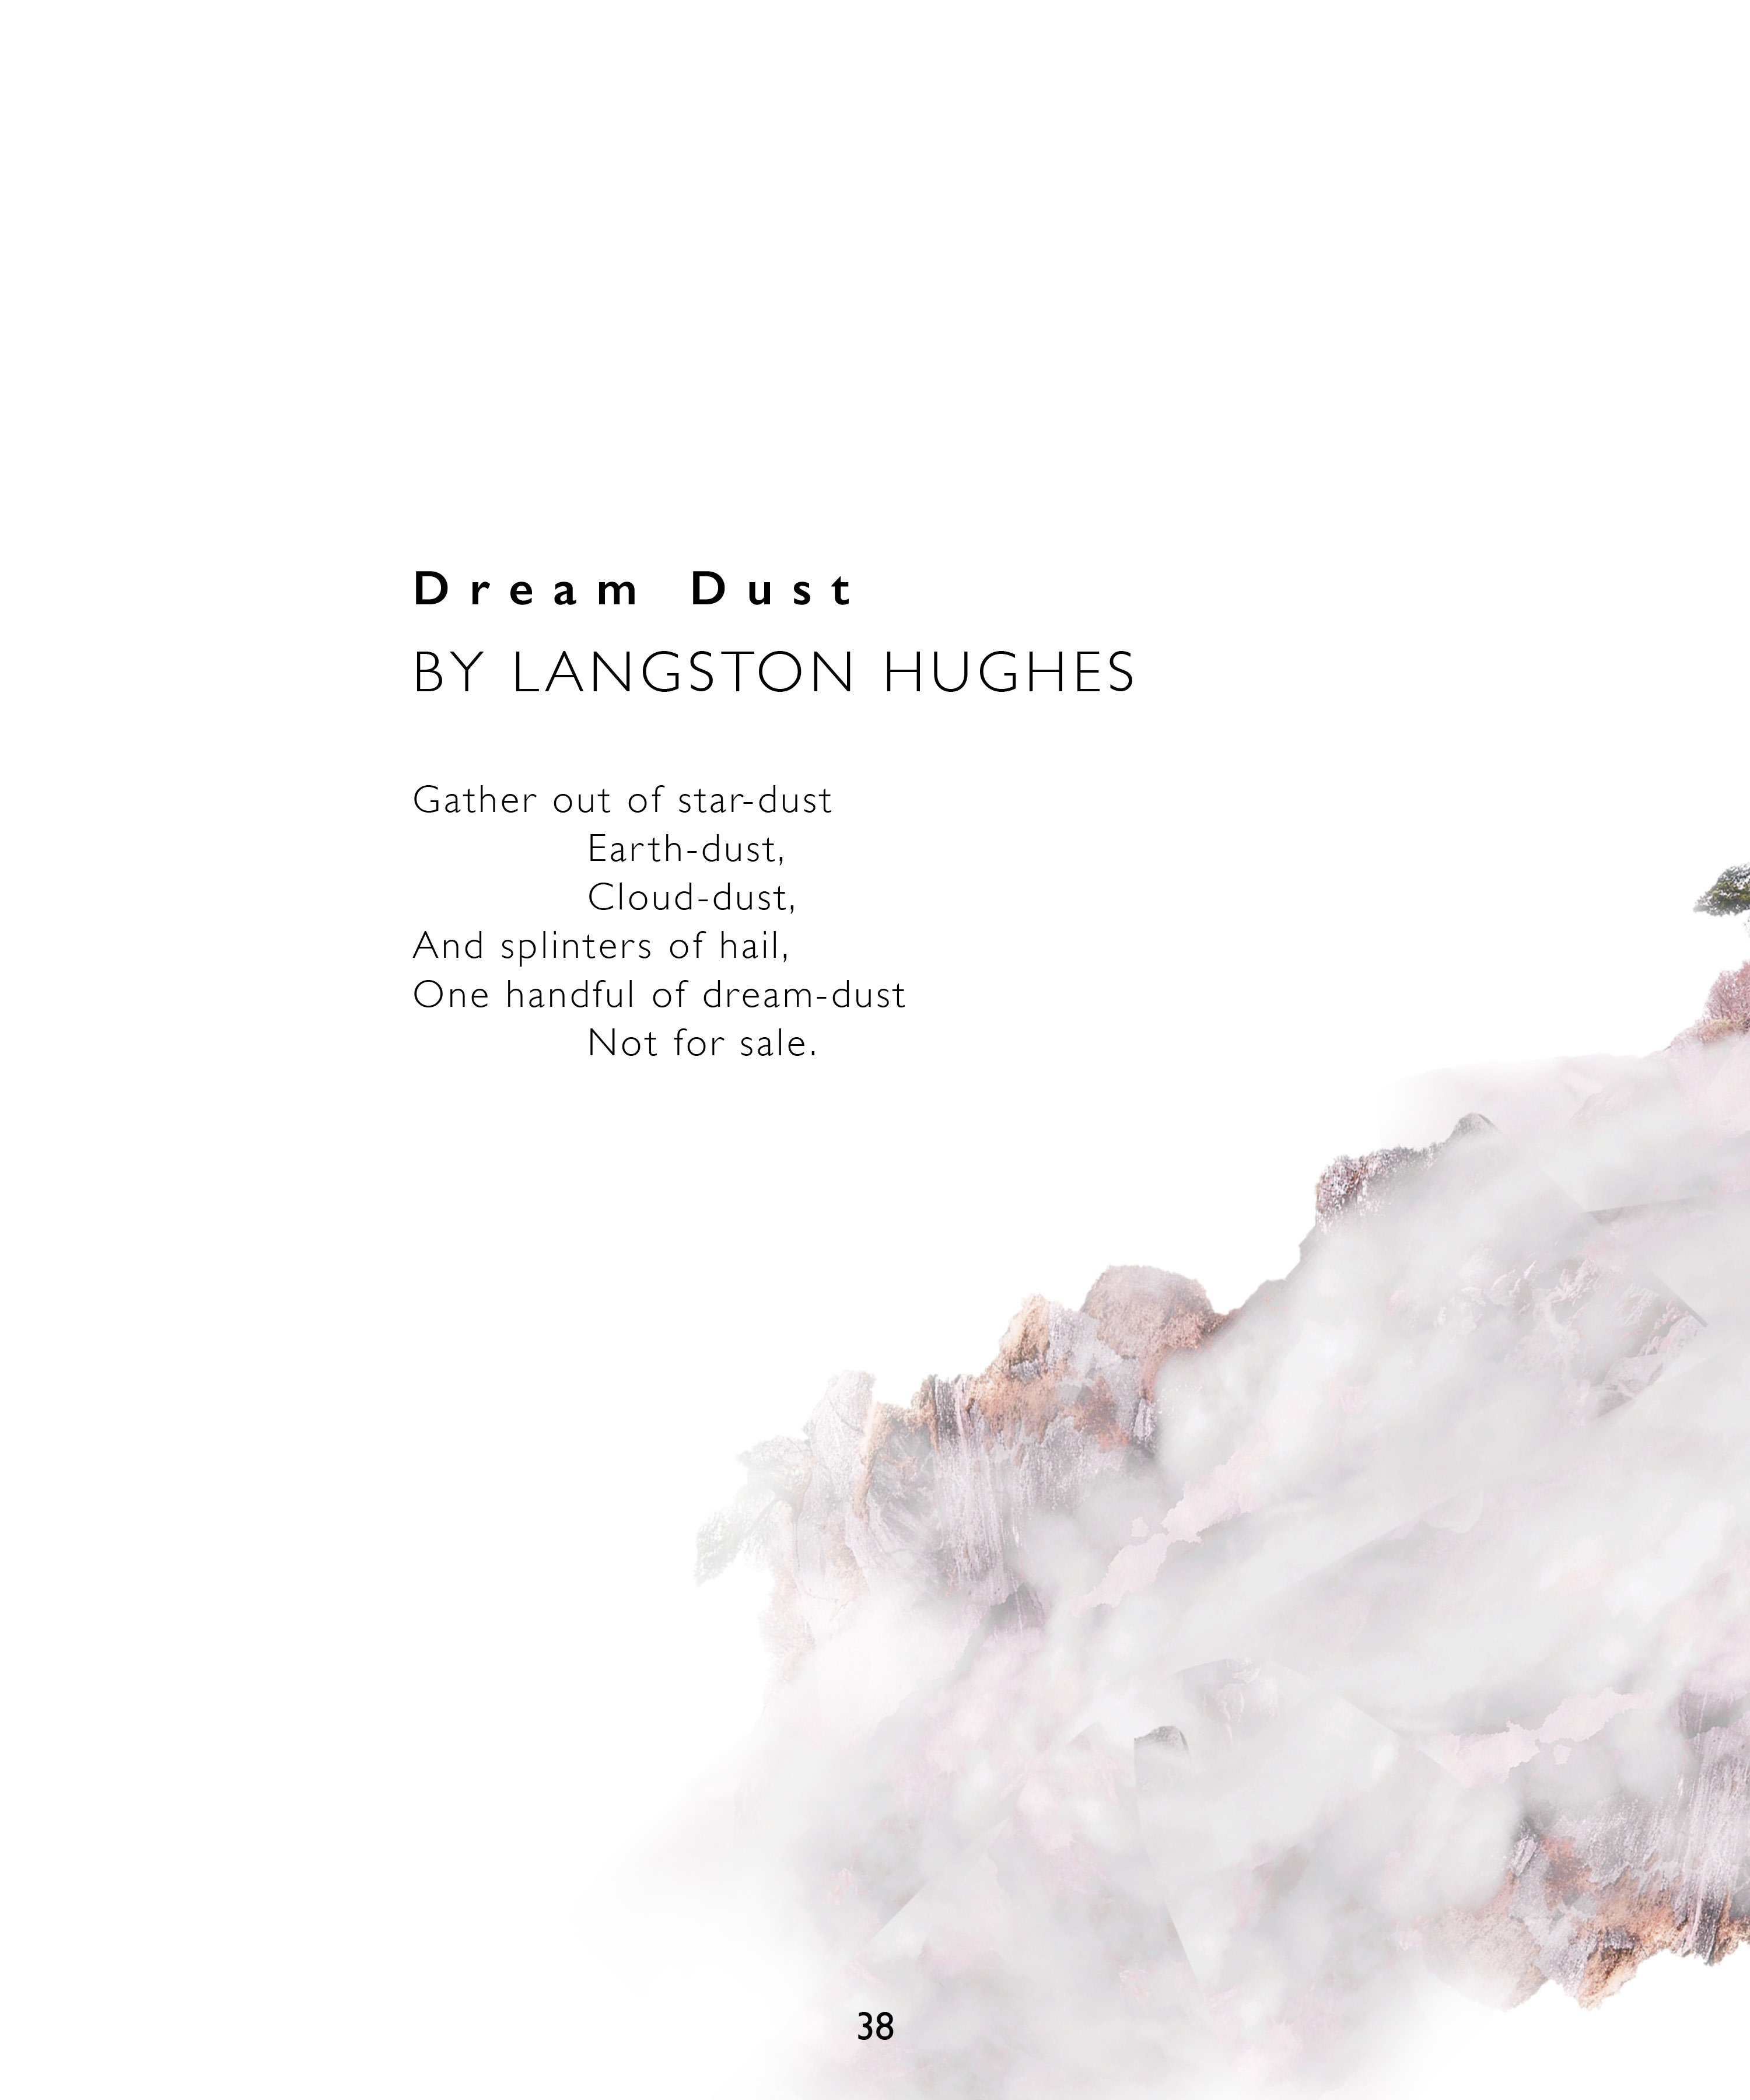 Dream Dust
BY LANGSTON HUGHES
Gather out of star-dust
Earth-dust,
Cloud-dust,
And splinters of hail,
One handful of dream-dust
Not for sale.
38